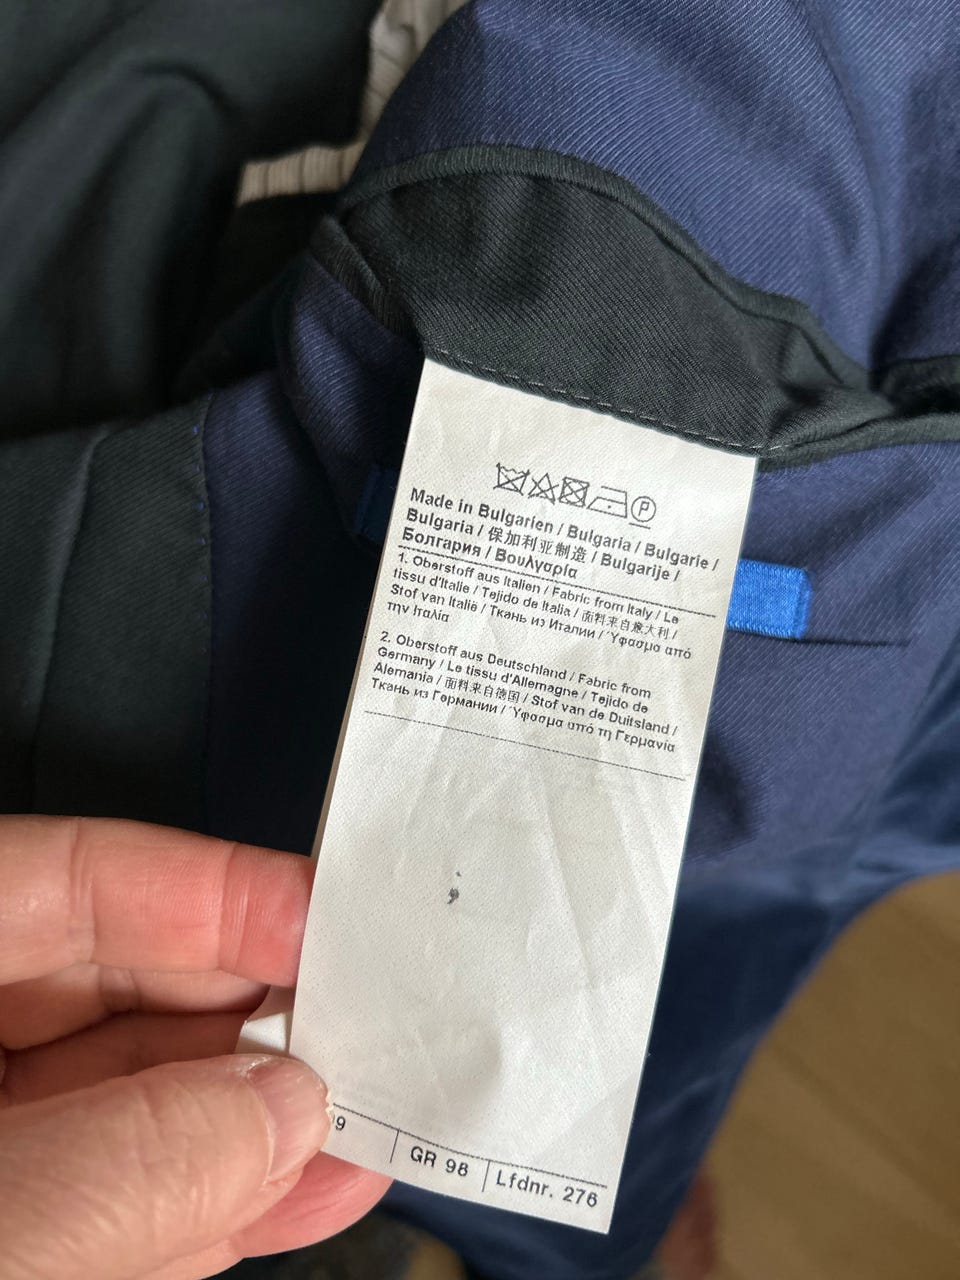 P
Made in Bulgarien / Bulgaria / Bulgarie /
Bulgaria / 保加利亚制造 / Bulgarije /
Болгария / Βουλγαρία
1. Oberstoff aus Italien / Fabric from Italy / Le
tissu d'Italie / Tejido de Italia / 面料来自意大利 /
Stof van Italië / Ткань из Италии / Ύφασμα από
την Ιταλία
2. Oberstoff aus Deutschland / Fabric from
Germany / Le tissu d'Allemagne / Tejido de
Alemania / 面料来自德国 / Stof van de Duitsland /
Ткань из Германии / Ύφασμα από τη Γερμανία
GR 98
Lfdnr. 276